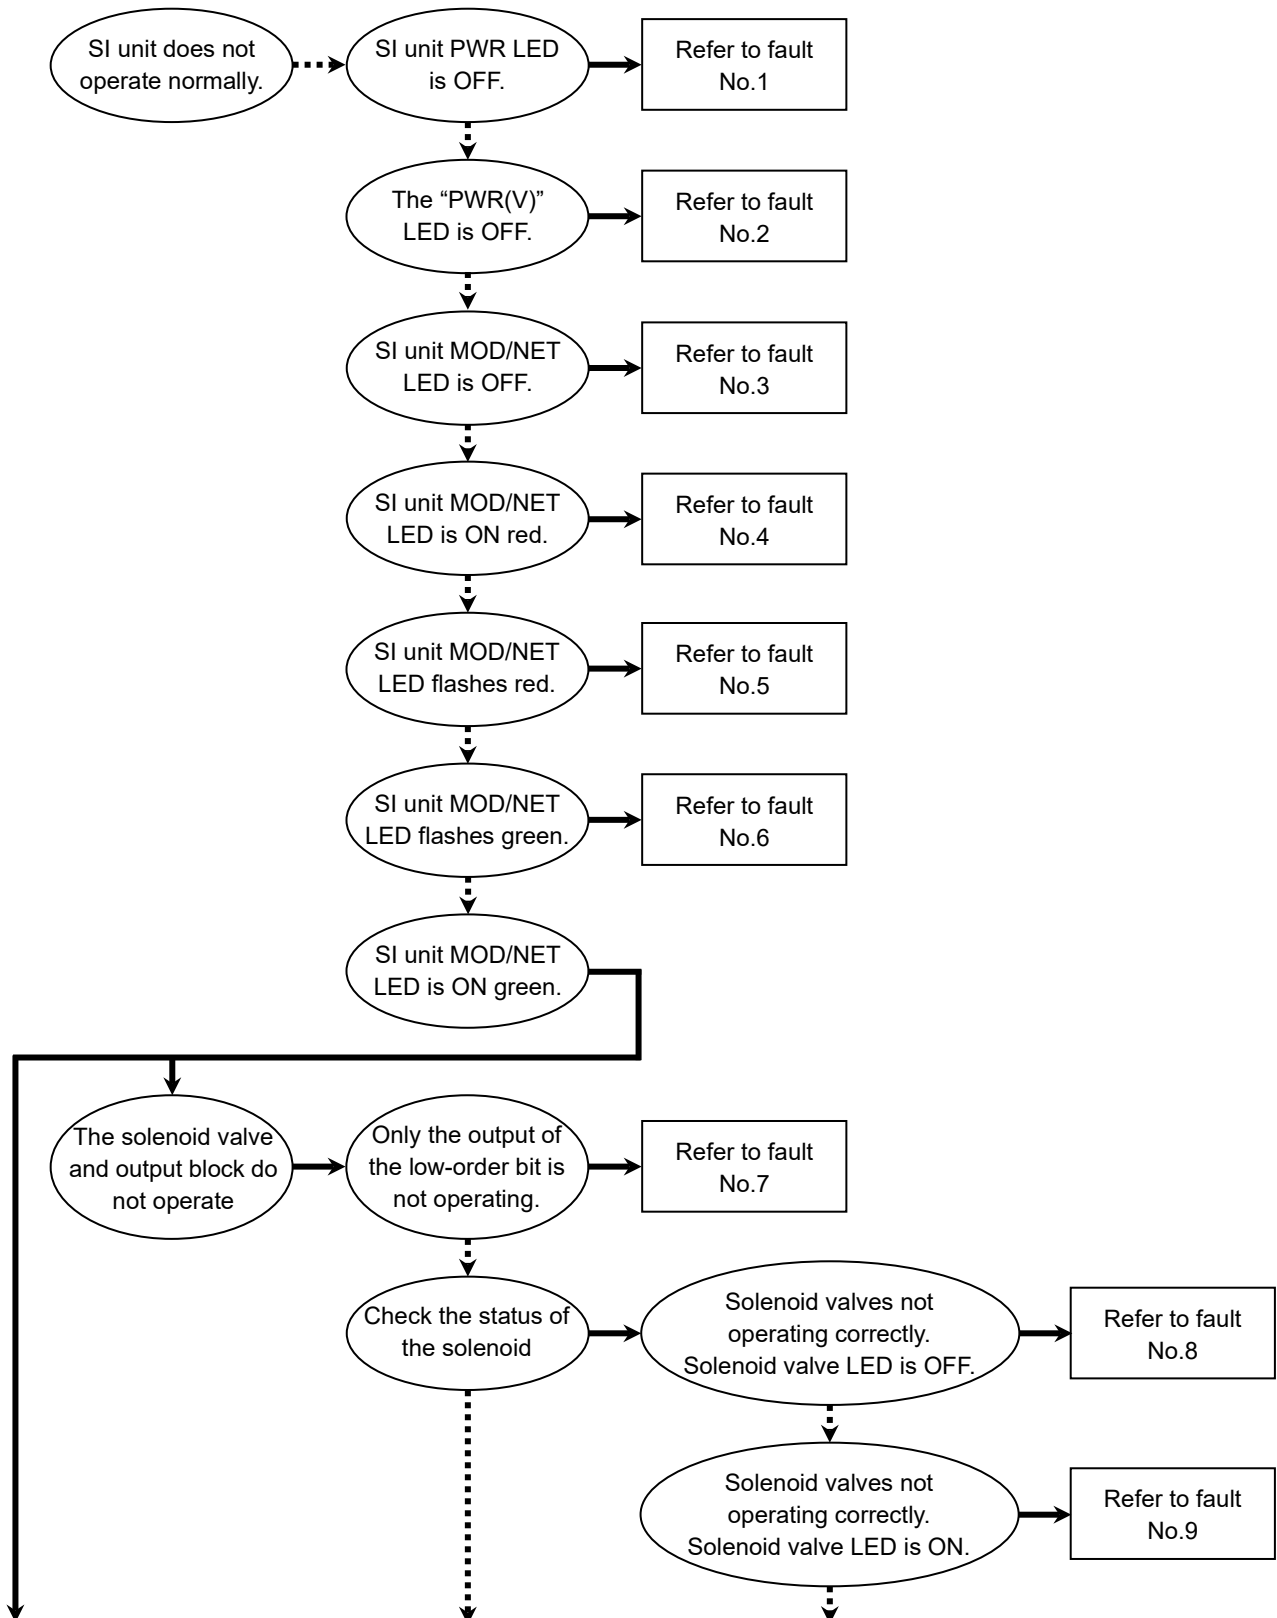 SI unit does not
operate normally.
SI unit PWR LED
is OFF.
Refer to fault
No.1
The “PWR(V)”
LED is OFF.
Refer to fault
No.2
SI unit MOD/NET
LED is OFF.
Refer to fault
No.3
SI unit MOD/NET
LED is ON red.
Refer to fault
No.4
SI unit MOD/NET
LED flashes red.
Refer to fault
No.5
SI unit MOD/NET
LED flashes green.
Refer to fault
No.6
SI unit MOD/NET
LED is ON green.
The solenoid valve
and output block do
not operate
Only the output of
the low-order bit is
not operating.
Refer to fault
No.7
Check the status of
the solenoid
Solenoid valves not
operating correctly.
Solenoid valve LED is OFF.
Refer to fault
No.8
Solenoid valves not
operating correctly.
Solenoid valve LED is ON.
Refer to fault
No.9